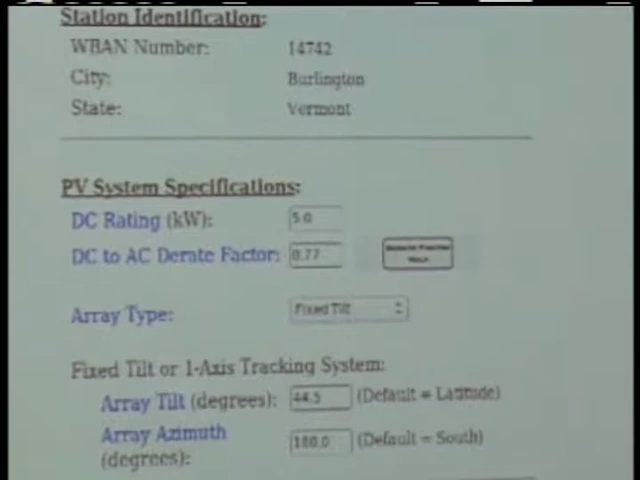 Station Identification:
WBAN Number: 14742
City: Burlington
State: Vermont
PV System Specifications:
DC Rating (kW): 5.0
DC to AC Derate Factor: 0.77
Array Type: Fixed Tilt
Fixed Tilt or 1-Axis Tracking System:
Array Tilt (degrees): 44.5 (Default = Latitude)
Array Azimuth
(degrees): 180.0 (Default = South)